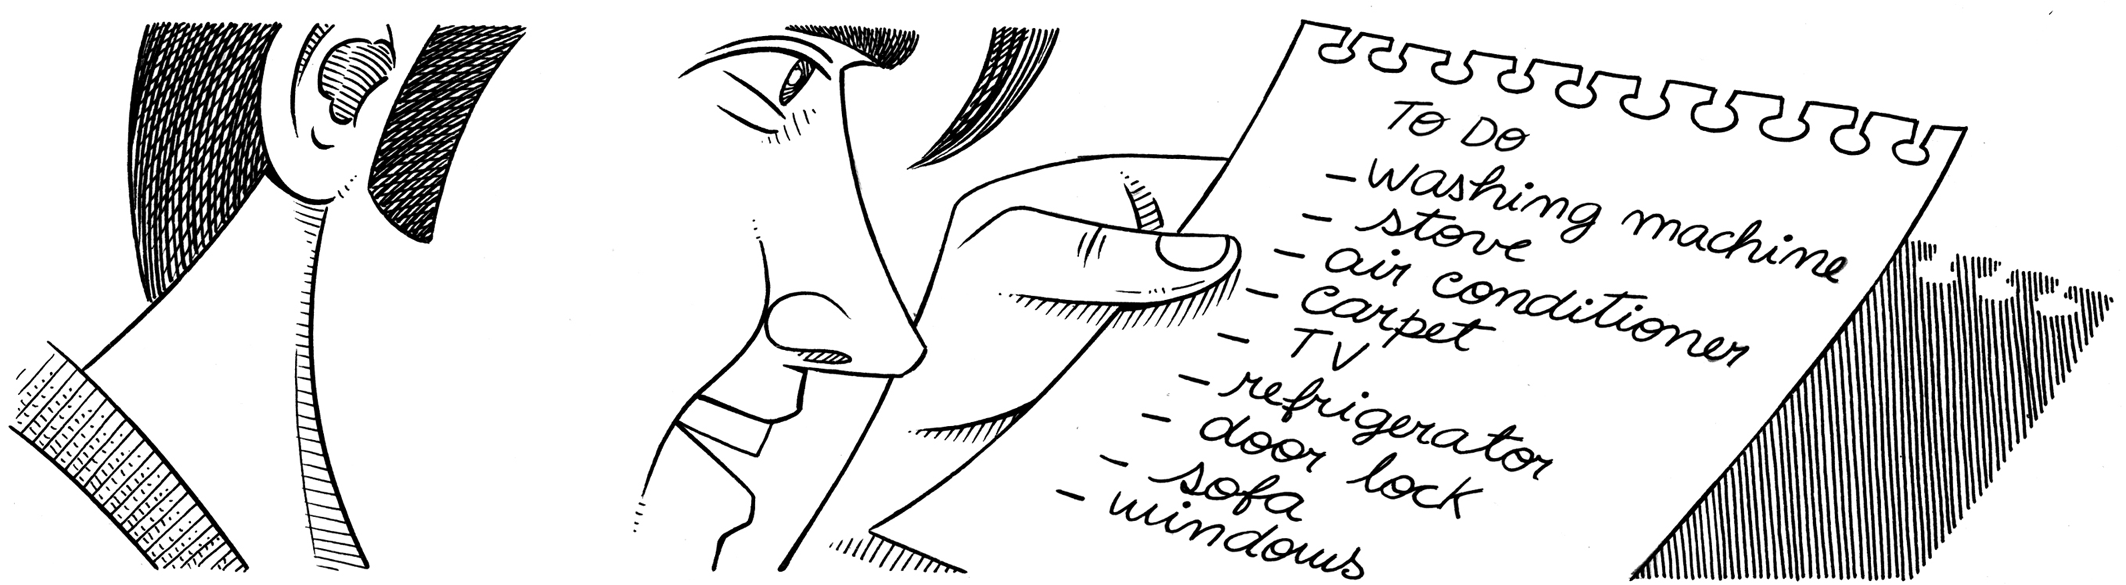 TO DO
- washing machine
- stove
- air conditioner
- carpet
- TV
- refrigerator
- door lock
- sofa
- windows